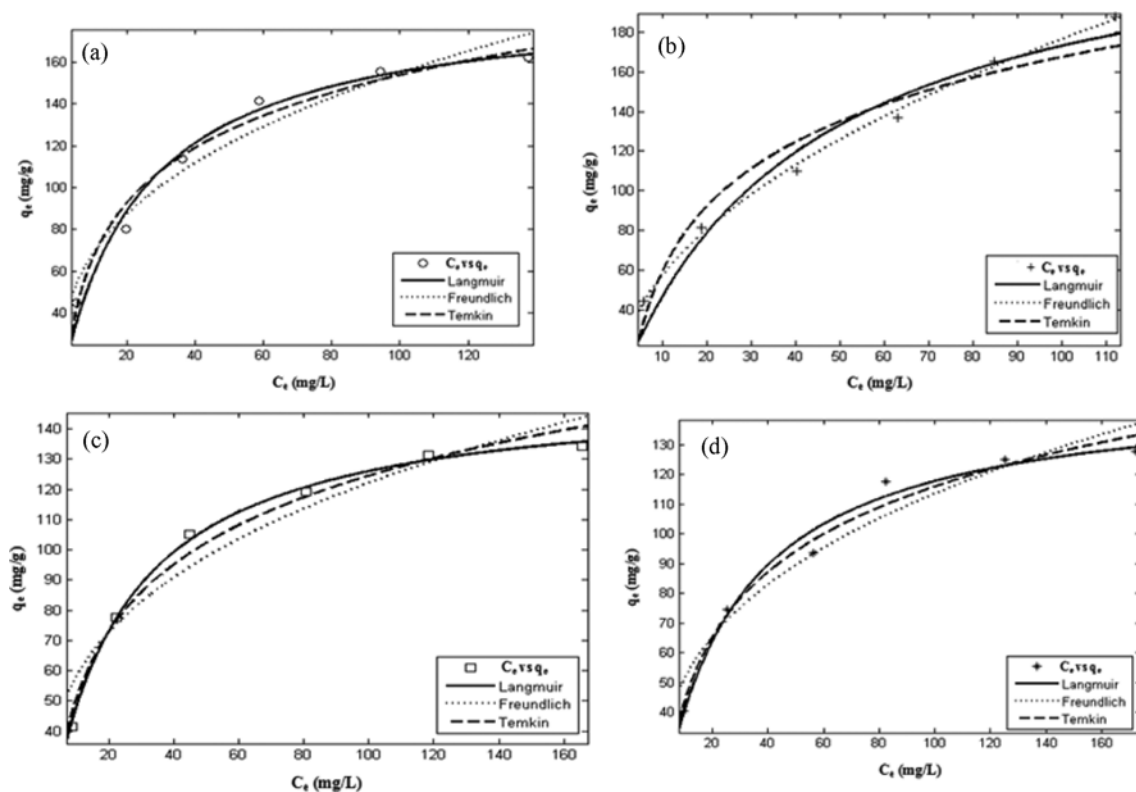 (a)
160
140
120
100
80
60
40
qₑ (mg/g)
20 40 60 80 100 120
Cₑ (mg/L)
Cₑ vs qₑ
Langmuir
Freundlich
Temkin
(b)
180
160
140
120
100
80
60
40
qₑ (mg/g)
10 20 30 40 50 60 70 80 90 100 110
Cₑ (mg/L)
Cₑ vs qₑ
Langmuir
Freundlich
Temkin
(c)
140
130
120
110
100
90
80
70
60
50
40
qₑ (mg/g)
20 40 60 80 100 120 140 160
Cₑ (mg/L)
Cₑ vs qₑ
Langmuir
Freundlich
Temkin
(d)
130
120
110
100
90
80
70
60
50
40
qₑ (mg/g)
20 40 60 80 100 120 140 160
Cₑ (mg/L)
Cₑ vs qₑ
Langmuir
Freundlich
Temkin